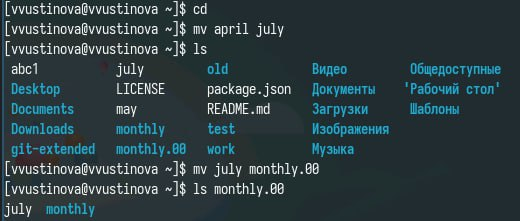 [vvustinova@vvustinova ~]$ cd
[vvustinova@vvustinova ~]$ mv april july
[vvustinova@vvustinova ~]$ ls
abc1 july old Видео Общедоступные
Desktop LICENSE package.json Документы 'Рабочий стол'
Documents may README.md Загрузки Шаблоны
Downloads monthly test Изображения
git-extended monthly.00 work Музыка
[vvustinova@vvustinova ~]$ mv july monthly.00
[vvustinova@vvustinova ~]$ ls monthly.00
july monthly